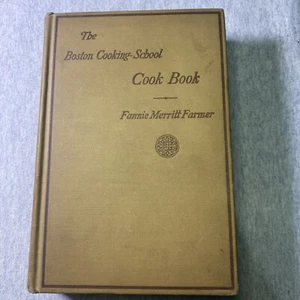 The
Boston Cooking-School
Cook Book
Fannie Merritt Farmer